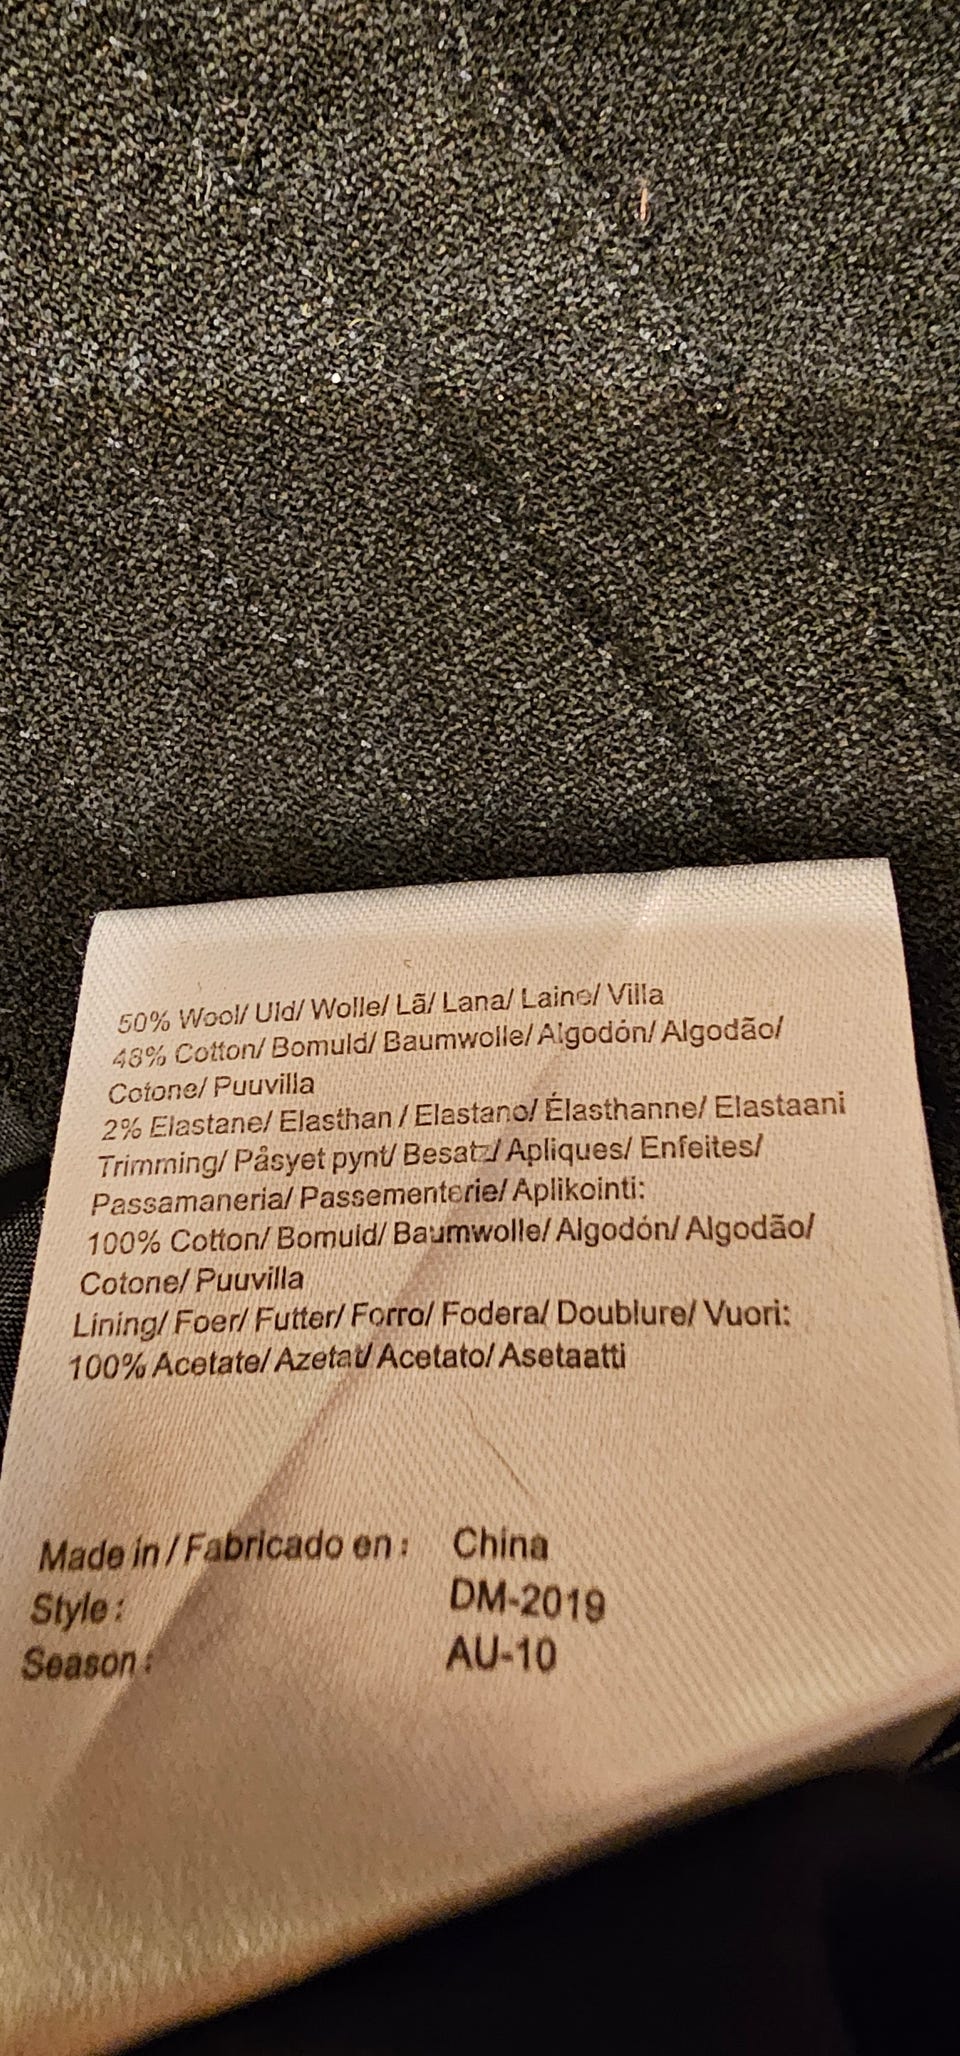 50% Wool/ Uld/ Wolle/ Lã/ Lana/ Laine/ Villa
48% Cotton/ Bomuld/ Baumwolle/ Algodón/ Algodão/
Cotone/ Puuvilla
2% Elastane/ Elasthan / Elastano/ Élasthanne/ Elastaani
Trimming/ Påsyet pynt/ Besatz/ Apliques/ Enfeites/
Passamaneria/ Passementerie/ Aplikointi:
100% Cotton/ Bomuld/ Baumwolle/ Algodón/ Algodão/
Cotone/ Puuvilla
Lining/ Foer/ Futter/ Forro/ Fodera/ Doublure/ Vuori:
100% Acetate/ Azetat/ Acetato/ Asetaatti
Made in / Fabricado en : China
Style : DM-2019
Season : AU-10